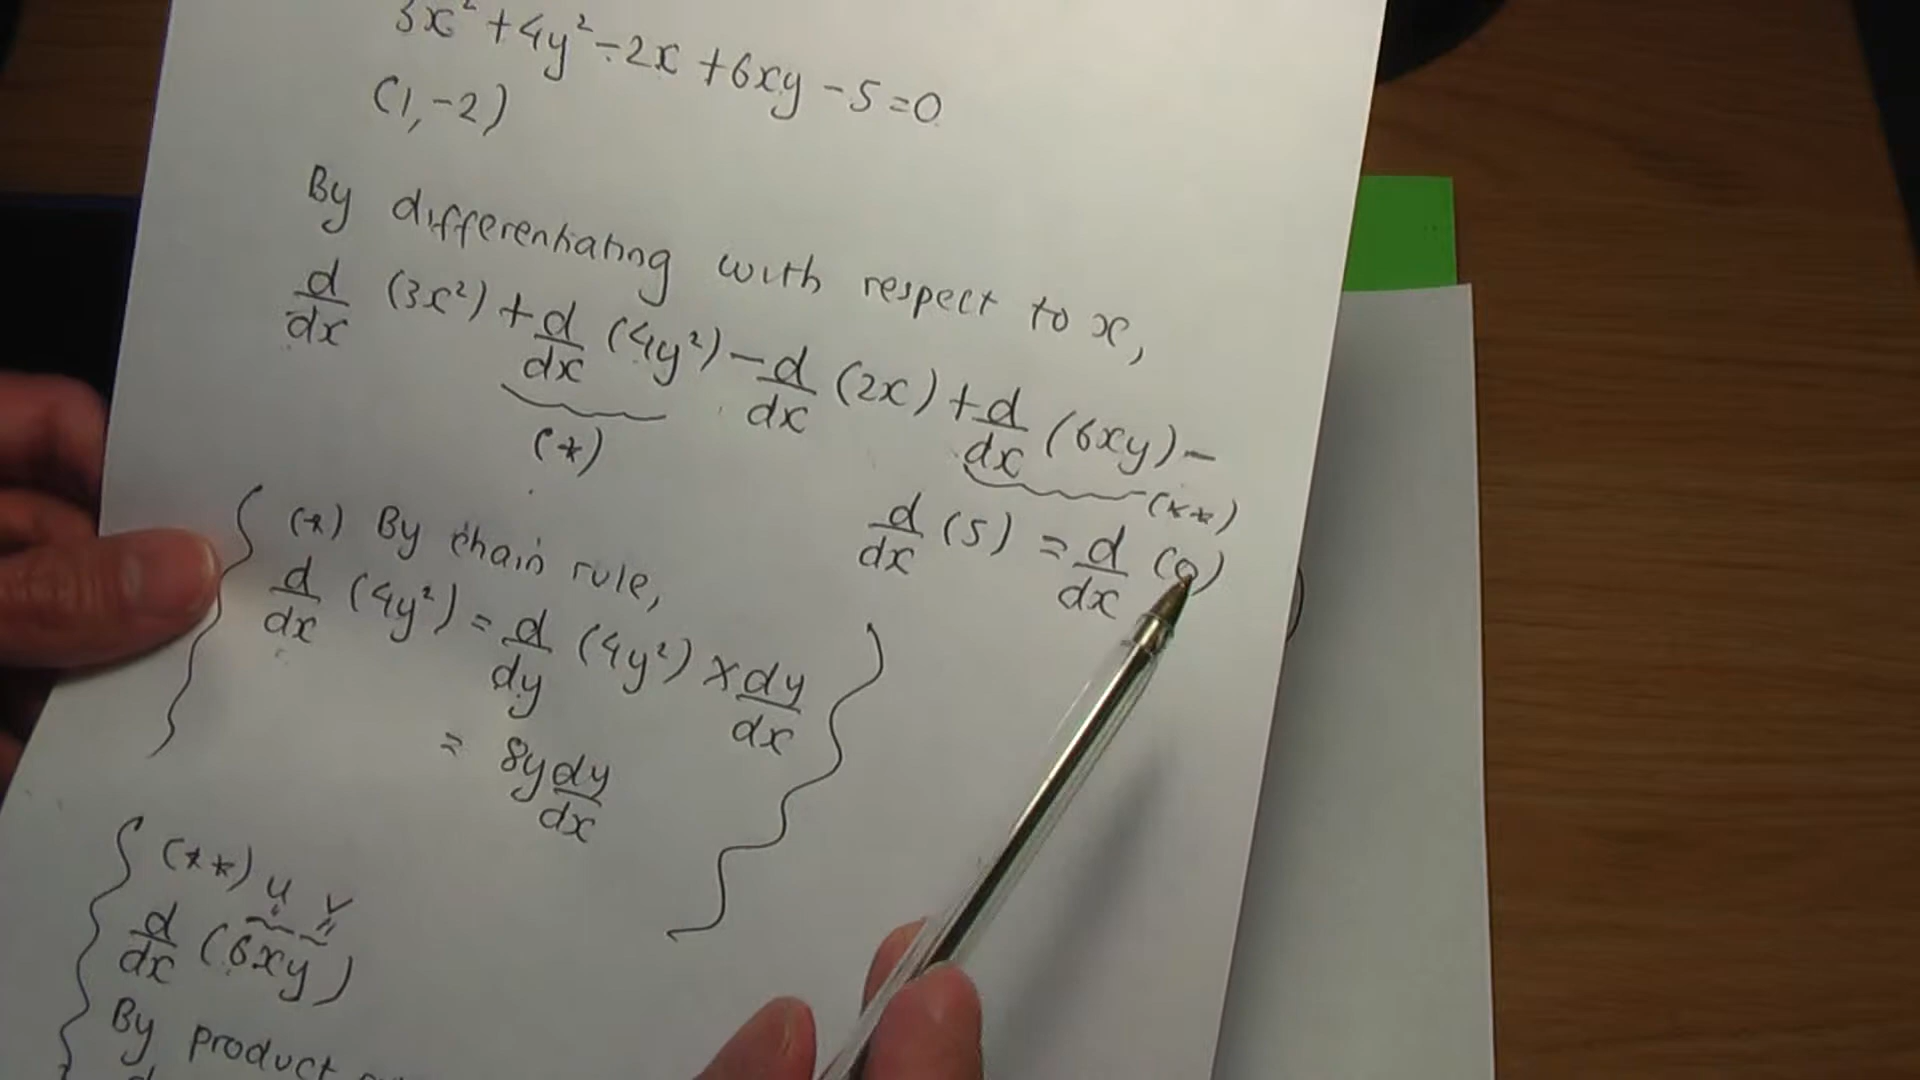 3x² + 4y² - 2x + 6xy - 5 = 0
(1, -2)
By differentiating with respect to x,
d/dx (3x²) + d/dx (4y²) - d/dx (2x) + d/dx (6xy) -
(*)
(**)
d/dx (5) = d/dx (0)
(*) By chain rule,
d/dx (4y²) = d/dy (4y²) × dy/dx
= 8y dy/dx
(**) u v
d/dx (6xy)
By product